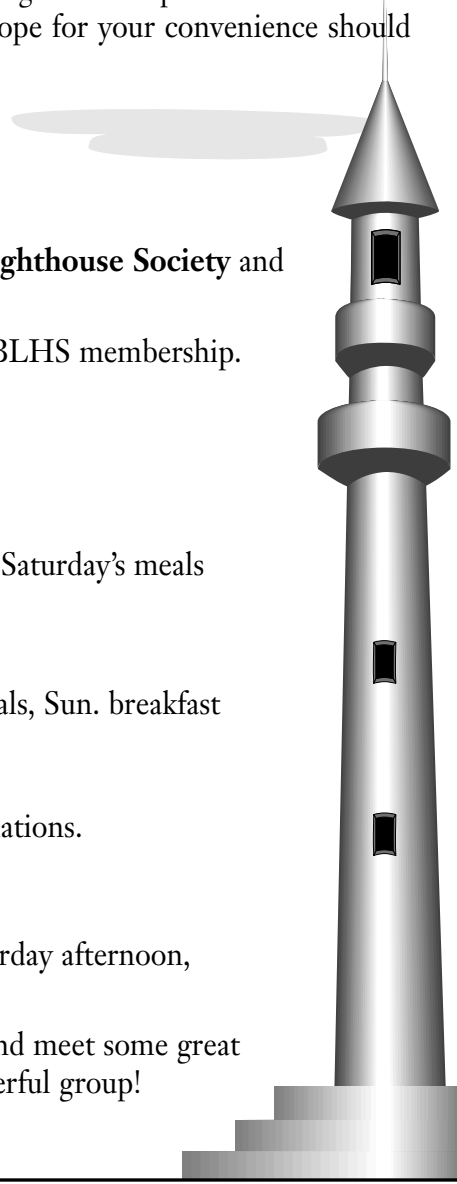 ope for your convenience should
ghthouse Society and
BLHS membership.
Saturday's meals
als, Sun. breakfast
ations.
rday afternoon,
nd meet some great
erful group!